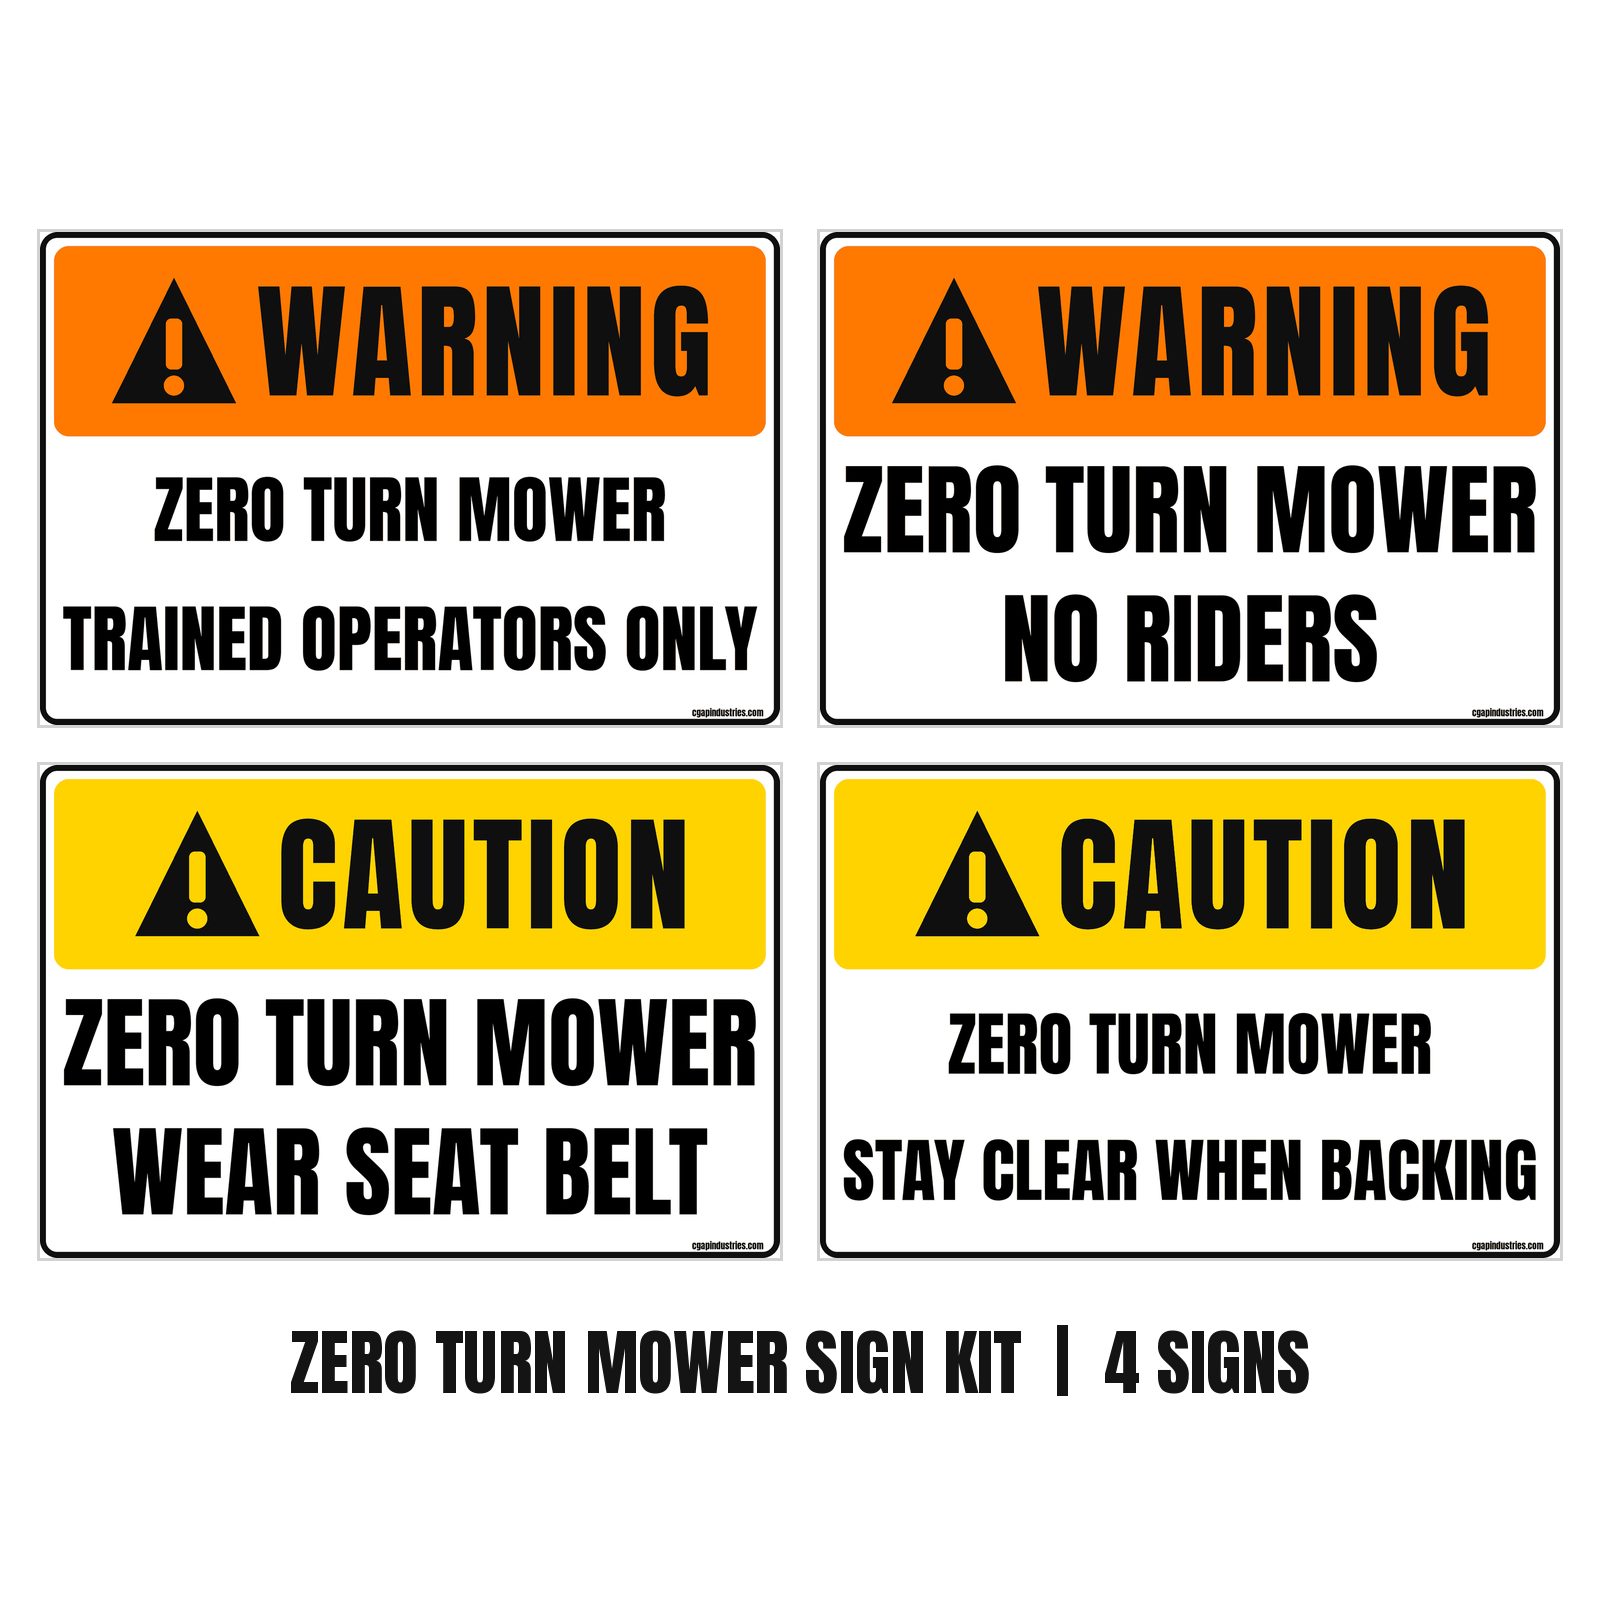 WARNING
ZERO TURN MOWER
TRAINED OPERATORS ONLY
cgapindustries.com
WARNING
ZERO TURN MOWER
NO RIDERS
cgapindustries.com
CAUTION
ZERO TURN MOWER
WEAR SEAT BELT
cgapindustries.com
CAUTION
ZERO TURN MOWER
STAY CLEAR WHEN BACKING
cgapindustries.com
ZERO TURN MOWER SIGN KIT | 4 SIGNS